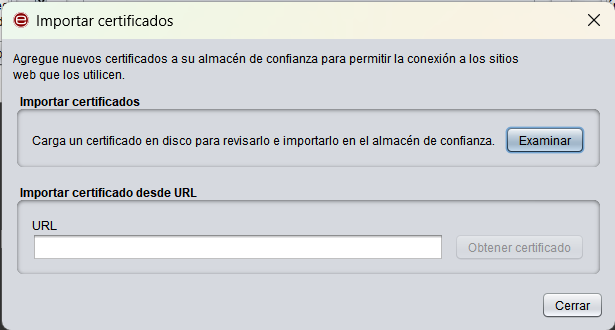 Importar certificados
Agregue nuevos certificados a su almacén de confianza para permitir la conexión a los sitios
web que los utilicen.
Importar certificados
Carga un certificado en disco para revisarlo e importarlo en el almacén de confianza.
Examinar
Importar certificado desde URL
URL
Obtener certificado
Cerrar